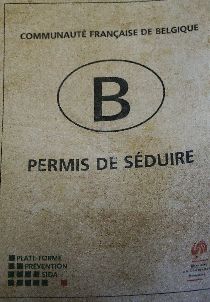 COMMUNAUTÉ FRANÇAISE DE BELGIQUE
B
PERMIS DE SÉDUIRE
PLATE-FORME
PRÉVENTION
SIDA